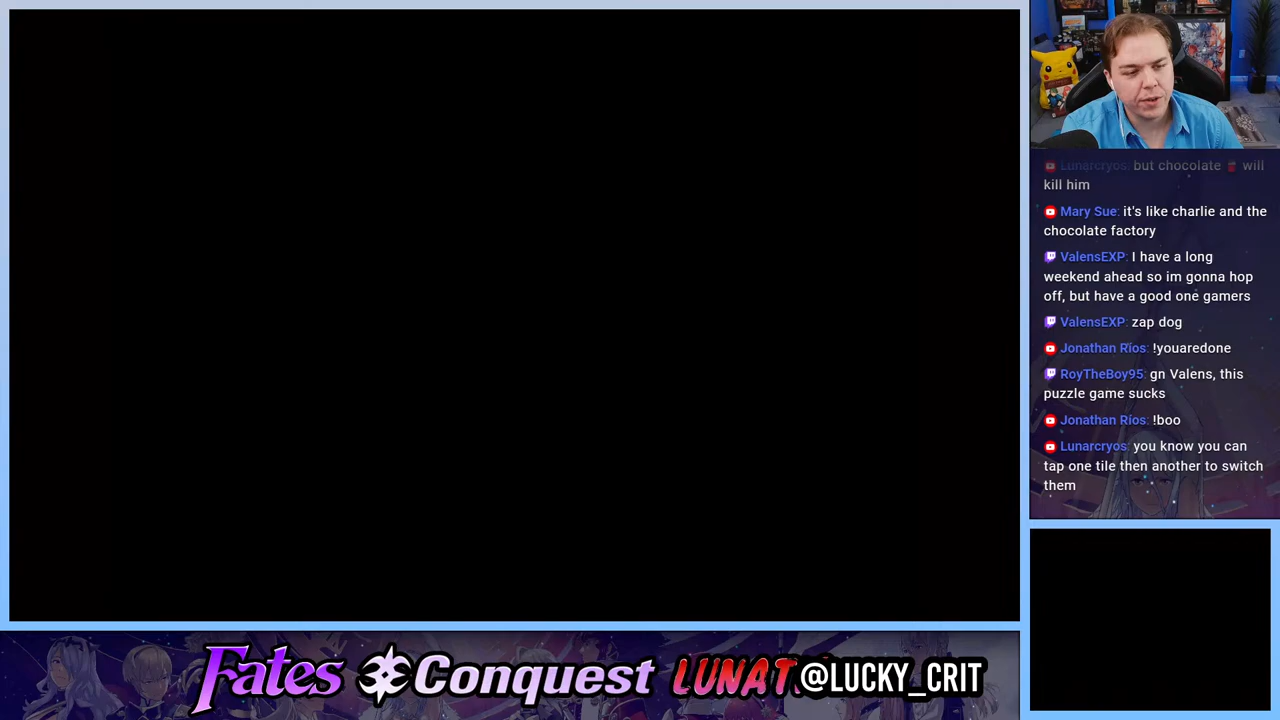 Lunarcryos: but chocolate will
kill him
Mary Sue: it's like charlie and the
chocolate factory
ValensEXP: I have a long
weekend ahead so im gonna hop
off, but have a good one gamers
ValensEXP: zap dog
Jonathan Ríos: !youaredone
RoyTheBoy95: gn Valens, this
puzzle game sucks
Jonathan Ríos: !boo
Lunarcryos: you know you can
tap one tile then another to switch
them
Fates Conquest LUNAT @LUCKY_CRIT